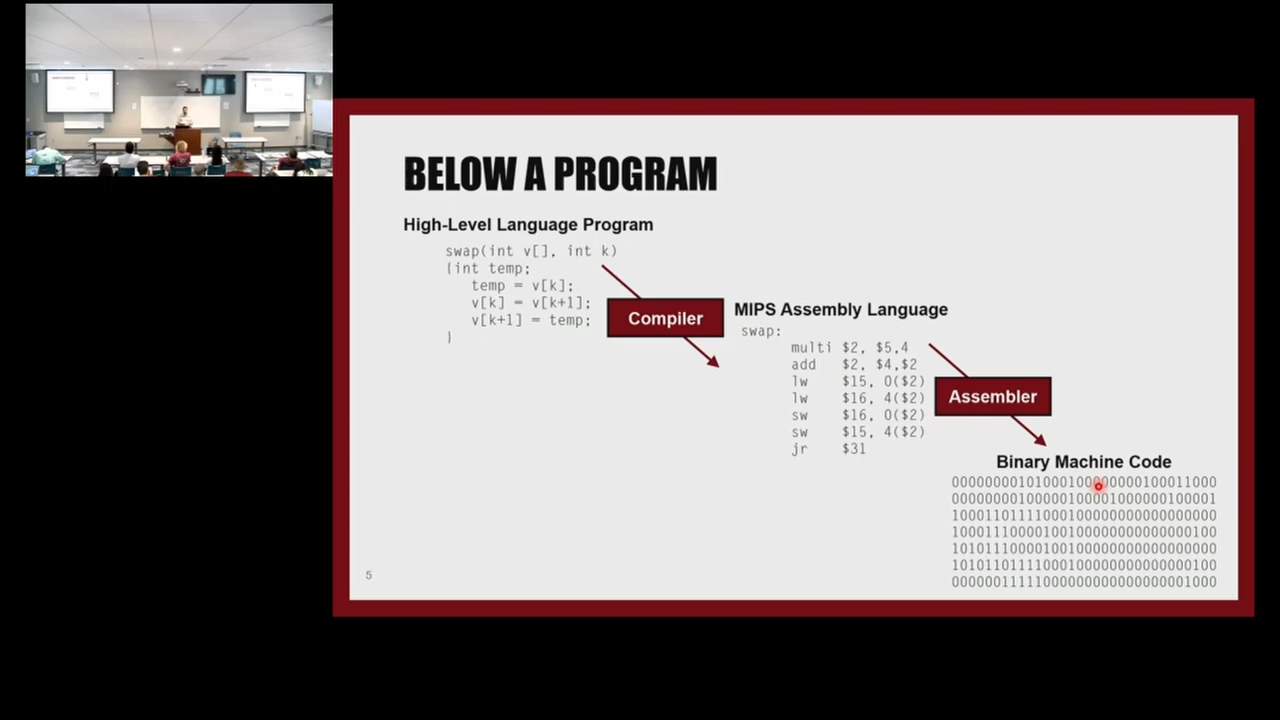 BELOW A PROGRAM
High-Level Language Program
swap(int v[], int k)
{int temp;
temp = v[k];
v[k] = v[k+1];
v[k+1] = temp;
}
Compiler
MIPS Assembly Language
swap:
multi $2, $5,4
add $2, $4,$2
lw $15, 0($2)
lw $16, 4($2)
sw $16, 0($2)
sw $15, 4($2)
jr $31
Assembler
Binary Machine Code
00000000101000100000000100011000
00000000100000100001000000100001
10001101111000100000000000000000
10001110000100100000000000000100
10101110000100100000000000000000
10101101111000100000000000000100
00000011111000000000000000001000
5